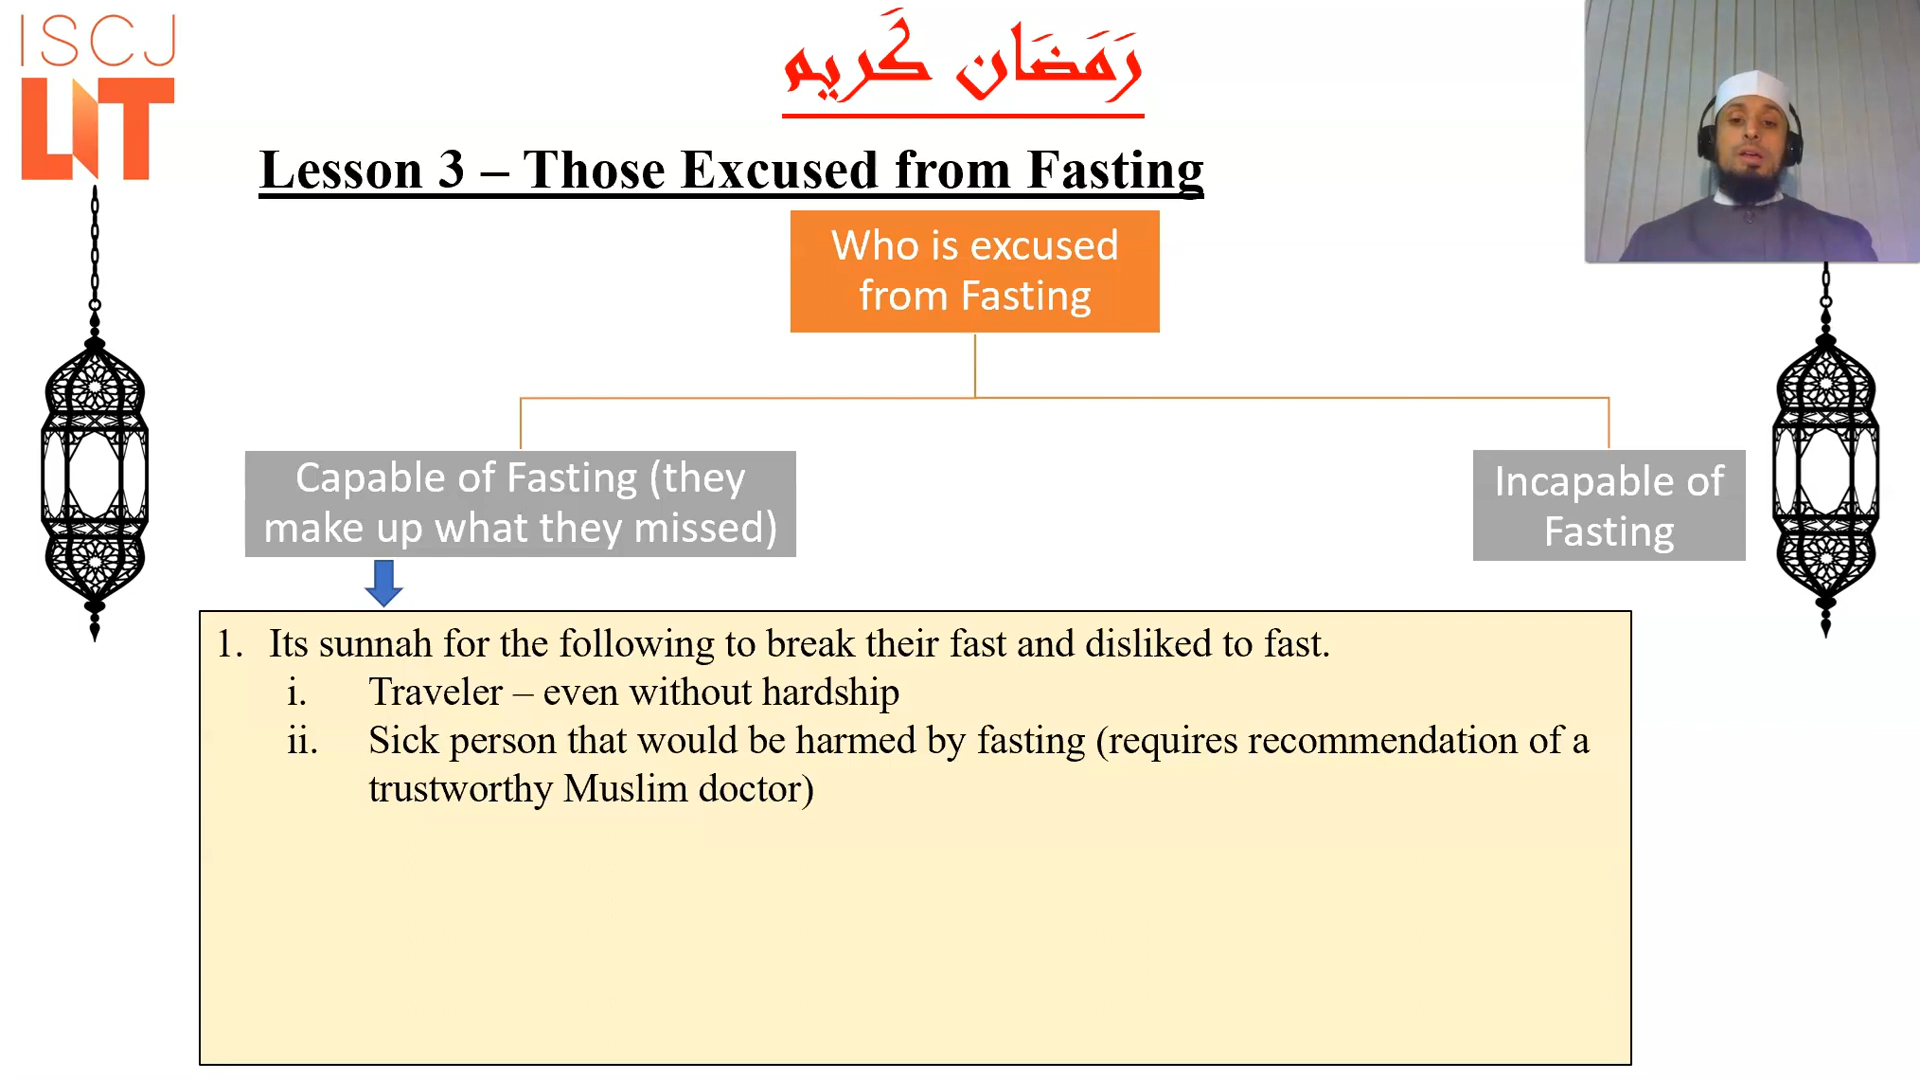 ISCJ
LIT
رَمَضَان كَريم
Lesson 3 – Those Excused from Fasting
Who is excused
from Fasting
Capable of Fasting (they
make up what they missed)
Incapable of
Fasting
1. Its sunnah for the following to break their fast and disliked to fast.
i. Traveler – even without hardship
ii. Sick person that would be harmed by fasting (requires recommendation of a
trustworthy Muslim doctor)